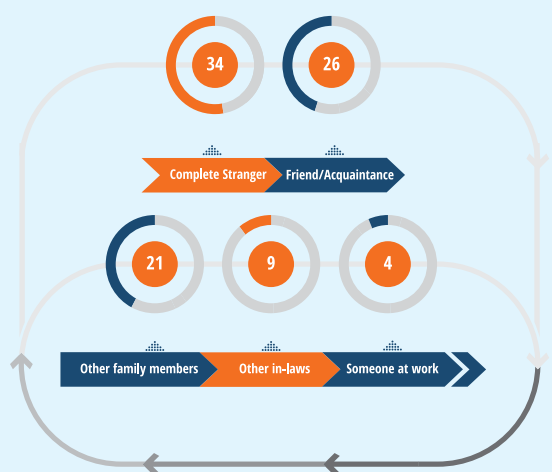 34 26
Complete Stranger Friend/Acquaintance
21 9 4
Other family members Other in-laws Someone at work